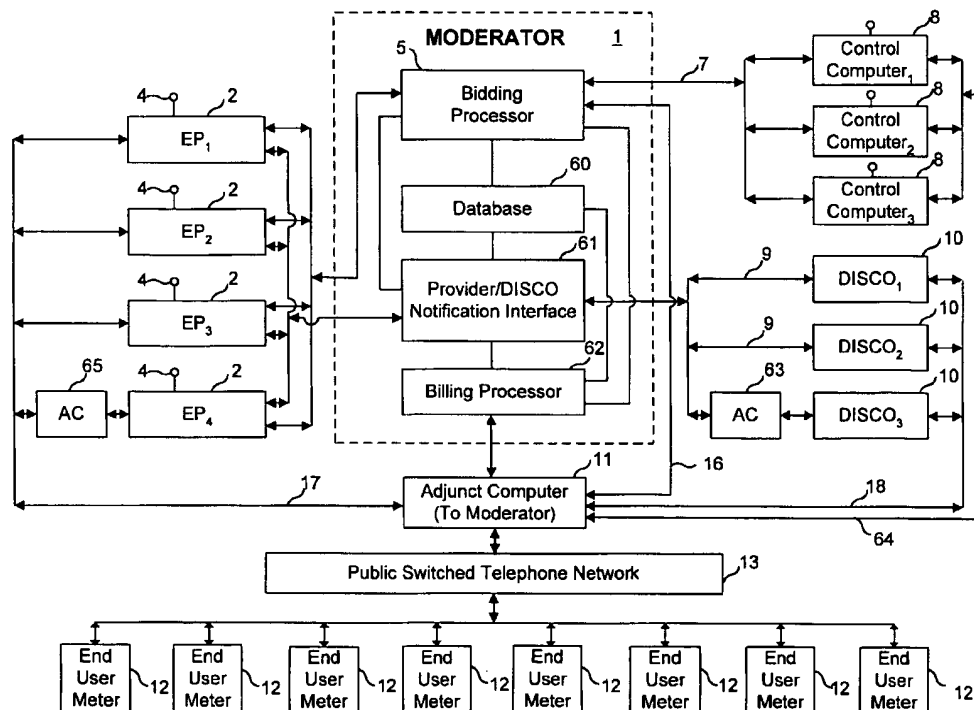 MODERATOR 1
5
Bidding
Processor
60
Database
61
Provider/DISCO
Notification Interface
62
Billing Processor
4
2
EP1
4
2
EP2
4
2
EP3
65
AC
4
2
EP4
7
8
Control
Computer1
8
Control
Computer2
8
Control
Computer3
9
10
DISCO1
9
10
DISCO2
63
AC
10
DISCO3
11
16
17
Adjunct Computer
(To Moderator)
18
64
Public Switched Telephone Network
13
End
User
Meter
12
End
User
Meter
12
End
User
Meter
12
End
User
Meter
12
End
User
Meter
12
End
User
Meter
12
End
User
Meter
12
End
User
Meter
12